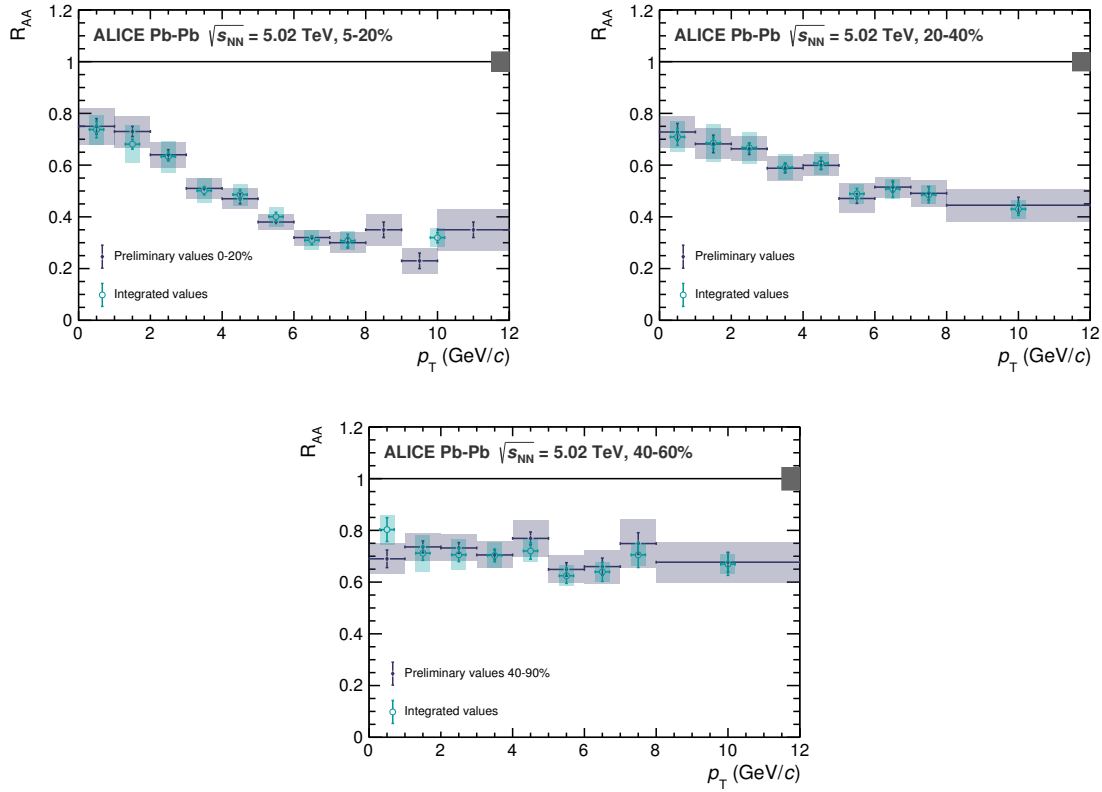 R_AA
ALICE Pb-Pb √s_NN = 5.02 TeV, 5-20%
1.2
1
0.8
0.6
0.4
0.2
0
Preliminary values 0-20%
Integrated values
0 2 4 6 8 10 12
p_T (GeV/c)
R_AA
ALICE Pb-Pb √s_NN = 5.02 TeV, 20-40%
1.2
1
0.8
0.6
0.4
0.2
0
Preliminary values
Integrated values
0 2 4 6 8 10 12
p_T (GeV/c)
R_AA
ALICE Pb-Pb √s_NN = 5.02 TeV, 40-60%
1.2
1
0.8
0.6
0.4
0.2
0
Preliminary values 40-90%
Integrated values
0 2 4 6 8 10 12
p_T (GeV/c)